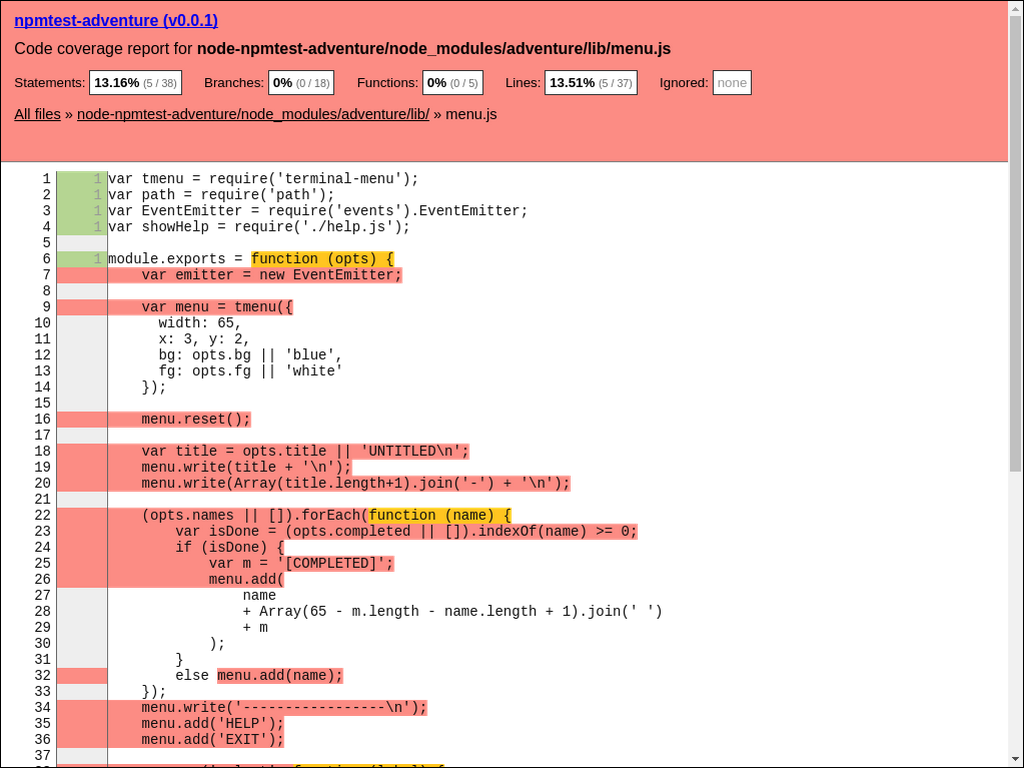 npmtest-adventure (v0.0.1)
Code coverage report for node-npmtest-adventure/node_modules/adventure/lib/menu.js
Statements: 13.16% (5 / 38) Branches: 0% (0 / 18) Functions: 0% (0 / 5) Lines: 13.51% (5 / 37) Ignored: none
All files » node-npmtest-adventure/node_modules/adventure/lib/ » menu.js
1 1 var tmenu = require('terminal-menu');
2 1 var path = require('path');
3 1 var EventEmitter = require('events').EventEmitter;
4 1 var showHelp = require('./help.js');
5
6 1 module.exports = function (opts) {
7     var emitter = new EventEmitter;
8
9     var menu = tmenu({
10       width: 65,
11       x: 3, y: 2,
12       bg: opts.bg || 'blue',
13       fg: opts.fg || 'white'
14     });
15
16     menu.reset();
17
18     var title = opts.title || 'UNTITLED\n';
19     menu.write(title + '\n');
20     menu.write(Array(title.length+1).join('-') + '\n');
21
22     (opts.names || []).forEach(function (name) {
23         var isDone = (opts.completed || []).indexOf(name) >= 0;
24         if (isDone) {
25             var m = '[COMPLETED]';
26             menu.add(
27                 name
28                 + Array(65 - m.length - name.length + 1).join(' ')
29                 + m
30             );
31         }
32         else menu.add(name);
33     });
34     menu.write('-----------------\n');
35     menu.add('HELP');
36     menu.add('EXIT');
37